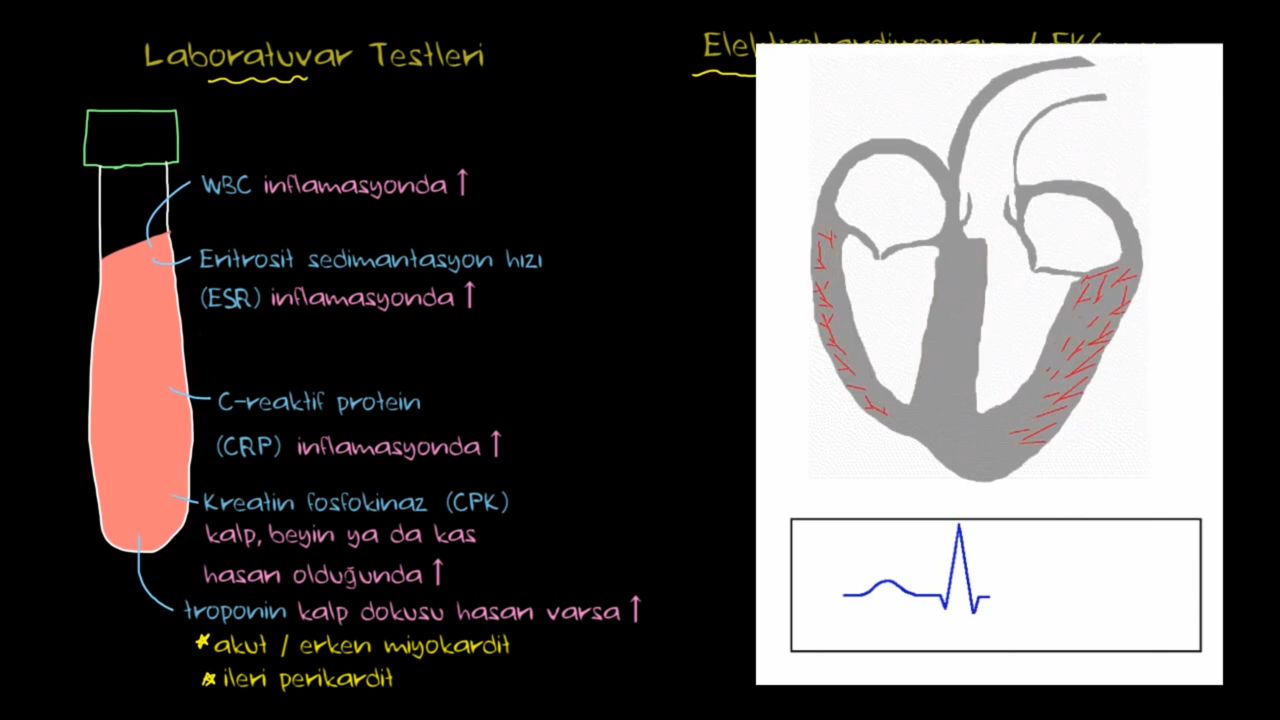 Laboratuvar Testleri
WBC inflamasyonda ↑
Eritrosit sedimantasyon hızı
(ESR) inflamasyonda ↑
C-reaktif protein
(CRP) inflamasyonda ↑
Kreatin fosfokinaz (CPK)
kalp, beyin ya da kas
hasarı olduğunda ↑
troponin kalp dokusu hasarı varsa ↑
* akut / erken miyokardit
* ileri perikardit